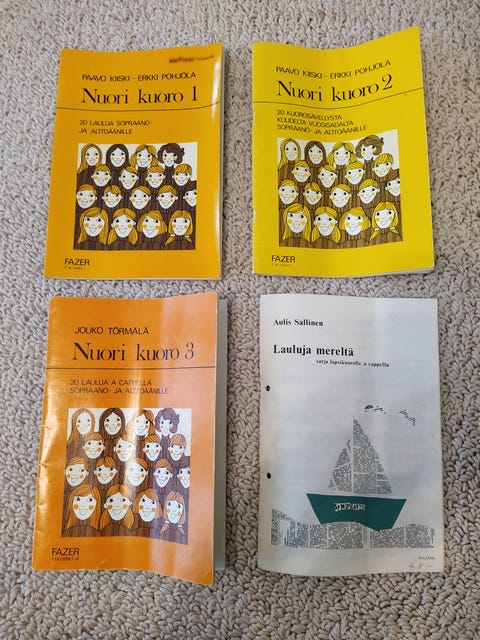 PAAVO KIISKI – ERKKI POHJOLA
Nuori kuoro 1
20 LAULUA SOPRAANO-
JA ALTTOÄÄNILLE
FAZER
PAAVO KIISKI – ERKKI POHJOLA
Nuori kuoro 2
20 KUOROSÄVELLYSTÄ
KUUDELTA VUOSISADALTA
SOPRAANO- JA ALTTOÄÄNILLE
FAZER
JOUKO TÖRMÄLÄ
Nuori kuoro 3
20 LAULUA A CAPPELLA
SOPRAANO- JA ALTTOÄÄNILLE
FAZER
Aulis Sallinen
Lauluja mereltä
sarja lapsikuorolle a cappella